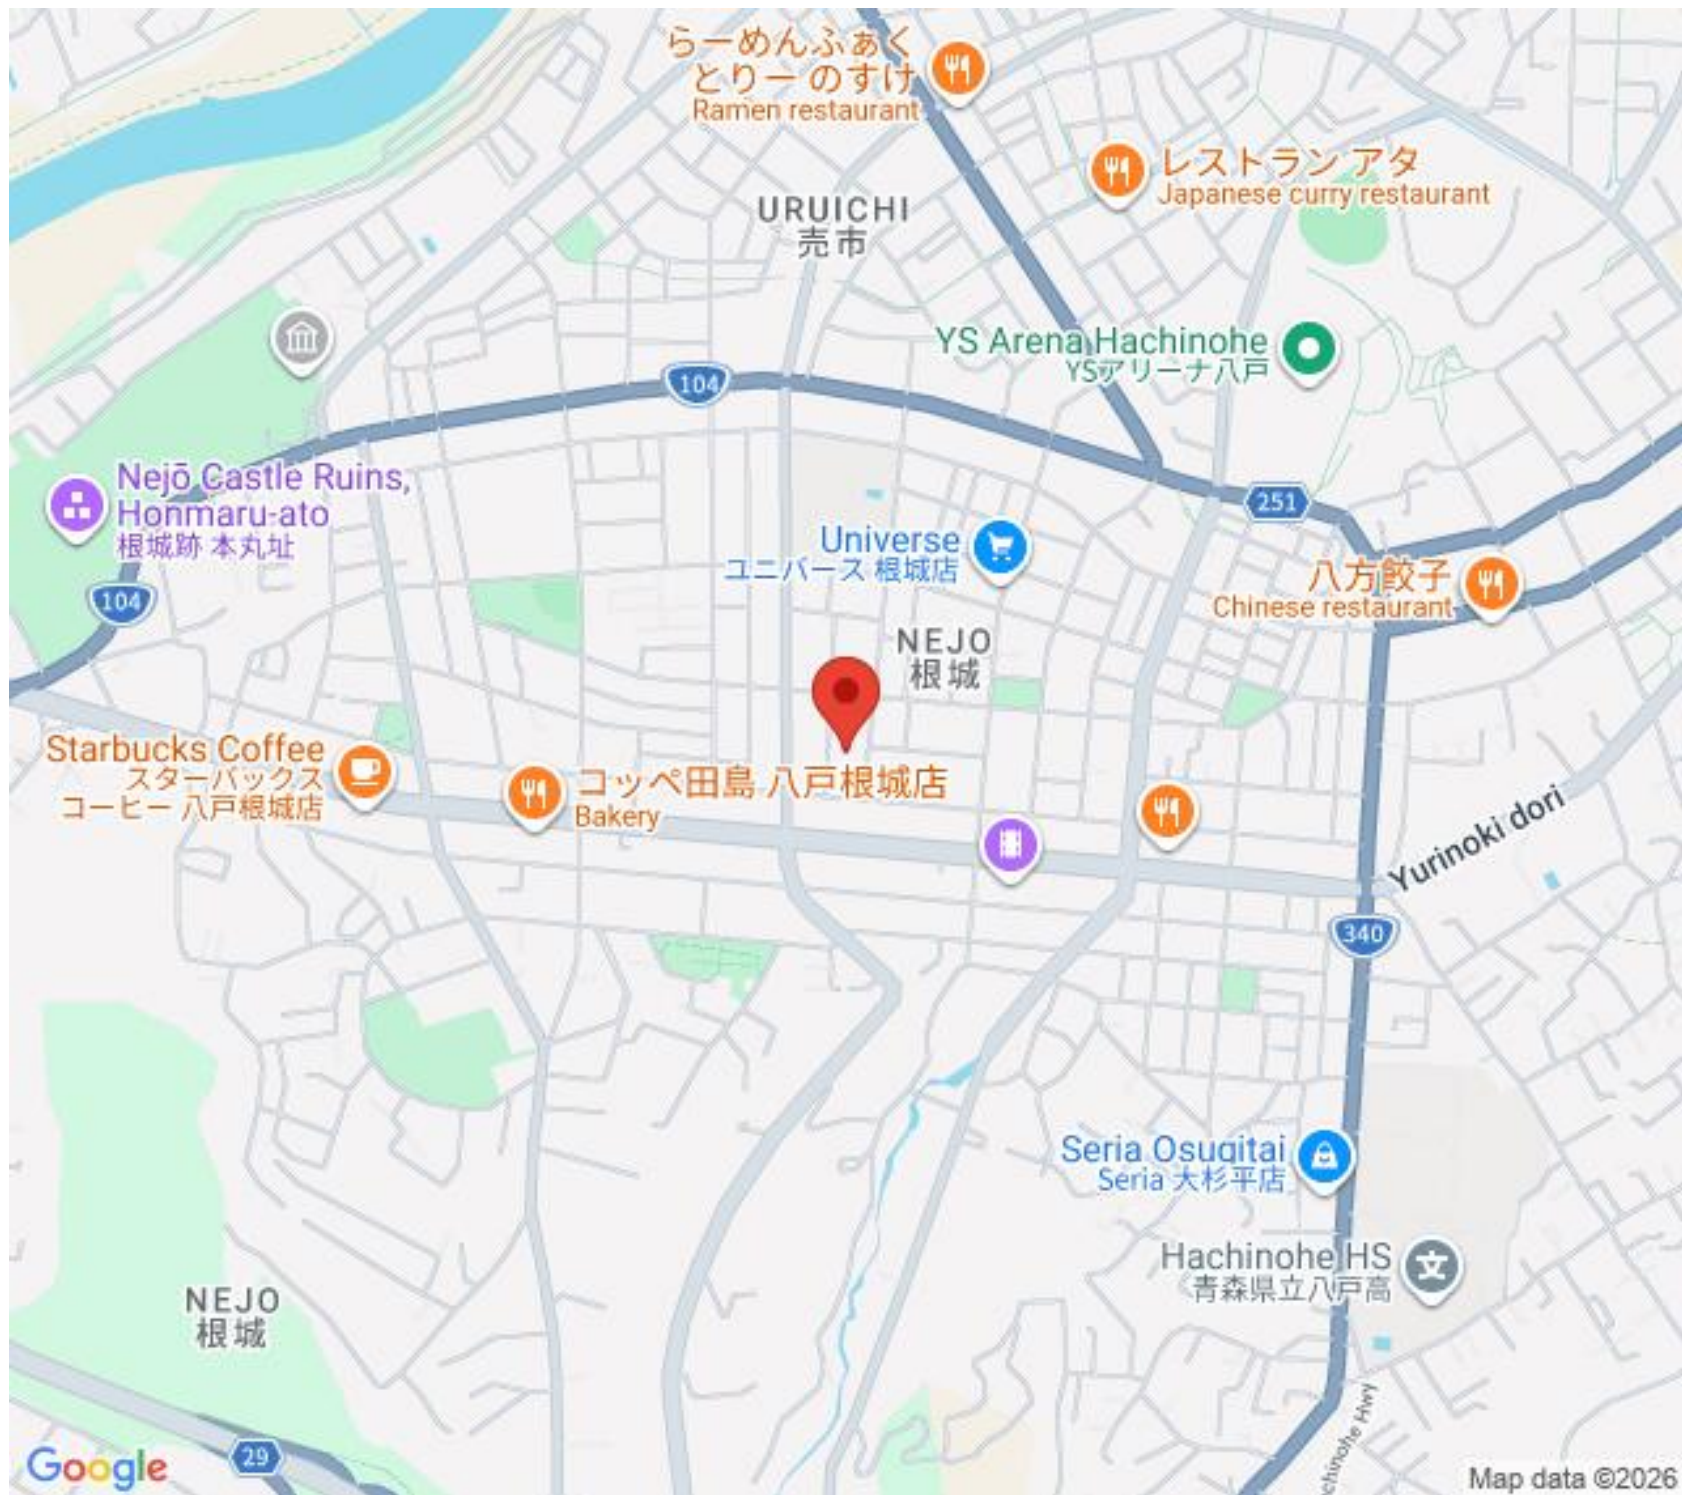 らーめんふぁく
とりー のすけ
Ramen restaurant
レストラン アタ
Japanese curry restaurant
URUICHI
売市
YS Arena Hachinohe
YSアリーナ八戸
104
Nejō Castle Ruins,
Honmaru-ato
根城跡 本丸址
251
Universe
ユニバース 根城店
八方餃子
Chinese restaurant
104
NEJO
根城
Starbucks Coffee
スターバックス
コーヒー 八戸根城店
コッペ田島 八戸根城店
Bakery
Yurinoki dori
340
Seria Osugitai
Seria 大杉平店
Hachinohe HS
青森県立八戸高
文
NEJO
根城
29
chinohe Hwy
Google
Map data ©2026